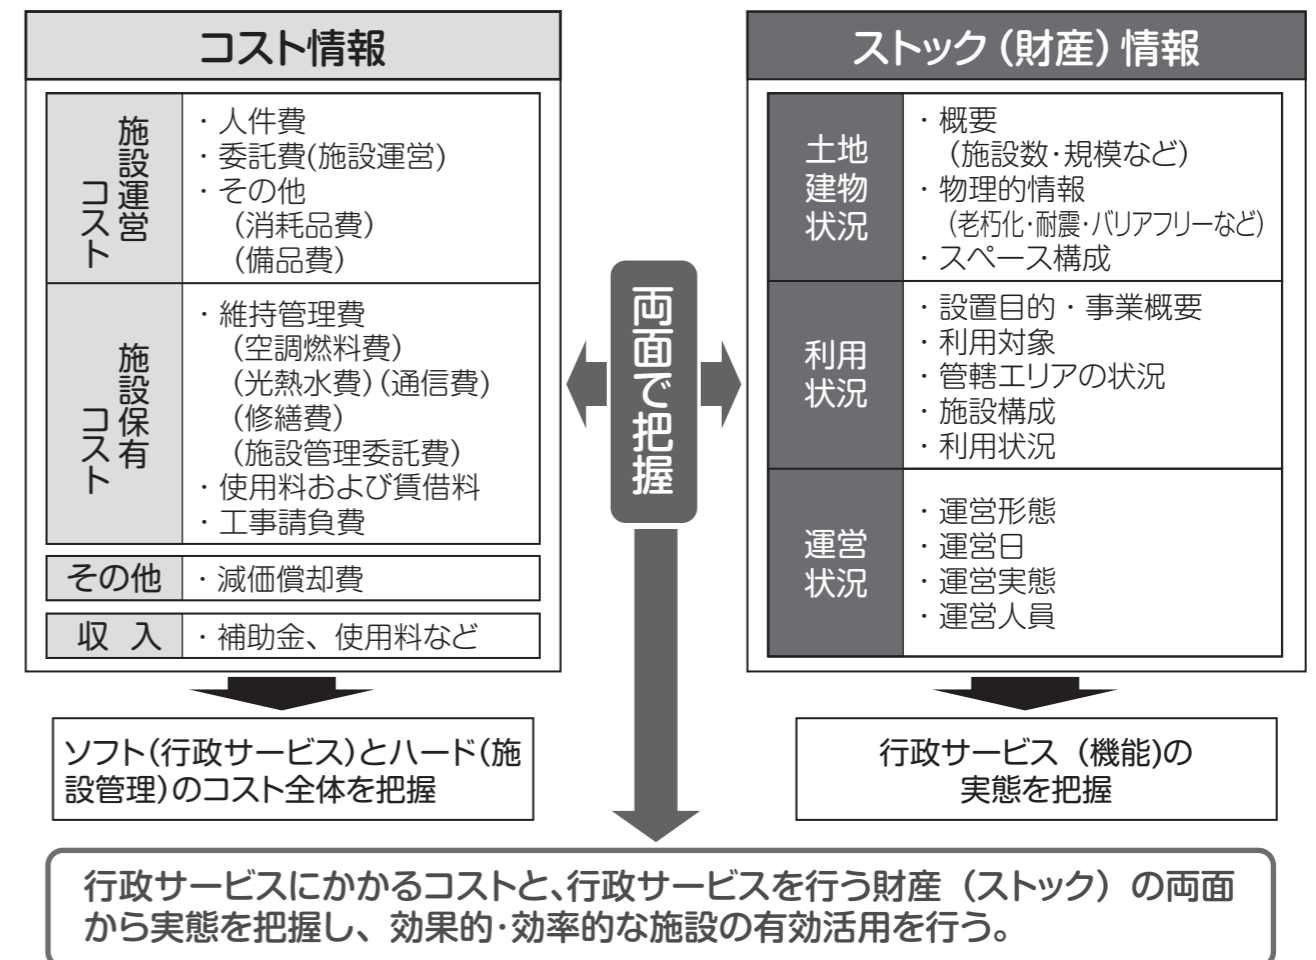 コスト情報
施設運営
コスト
・人件費
・委託費(施設運営)
・その他
(消耗品費)
(備品費)
施設保有
コスト
・維持管理費
(空調燃料費)
(光熱水費)(通信費)
(修繕費)
(施設管理委託費)
・使用料および賃借料
・工事請負費
その他
・減価償却費
収 入
・補助金、使用料など
ソフト(行政サービス)とハード(施
設管理)のコスト全体を把握
両面で把握
ストック(財産)情報
土地
建物
状況
・概要
(施設数・規模など)
・物理的情報
(老朽化・耐震・バリアフリーなど)
・スペース構成
利用
状況
・設置目的・事業概要
・利用対象
・管轄エリアの状況
・施設構成
・利用状況
運営
状況
・運営形態
・運営日
・運営実態
・運営人員
行政サービス(機能)の
実態を把握
行政サービスにかかるコストと、行政サービスを行う財産(ストック)の両面
から実態を把握し、効果的・効率的な施設の有効活用を行う。